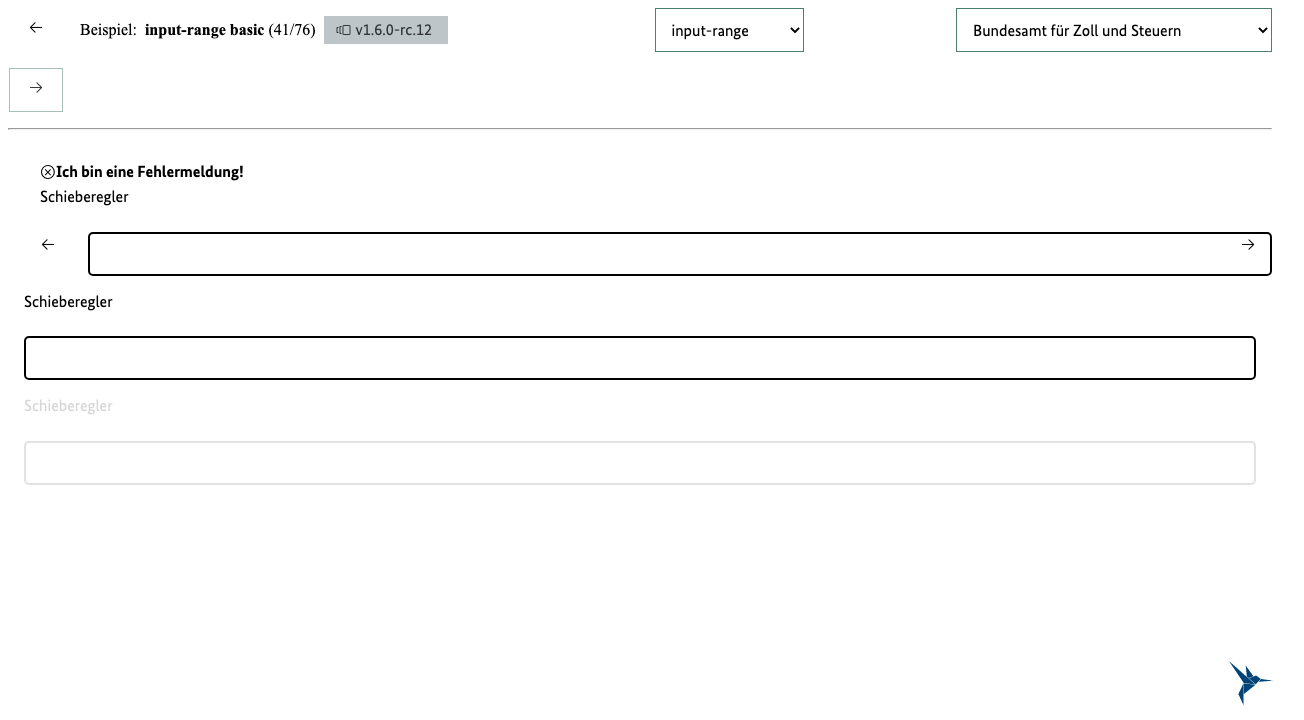 Beispiel: input-range basic (41/76) v1.6.0-rc.12 input-range Bundesamt für Zoll und Steuern
Ich bin eine Fehlermeldung!
Schieberegler
Schieberegler
Schieberegler